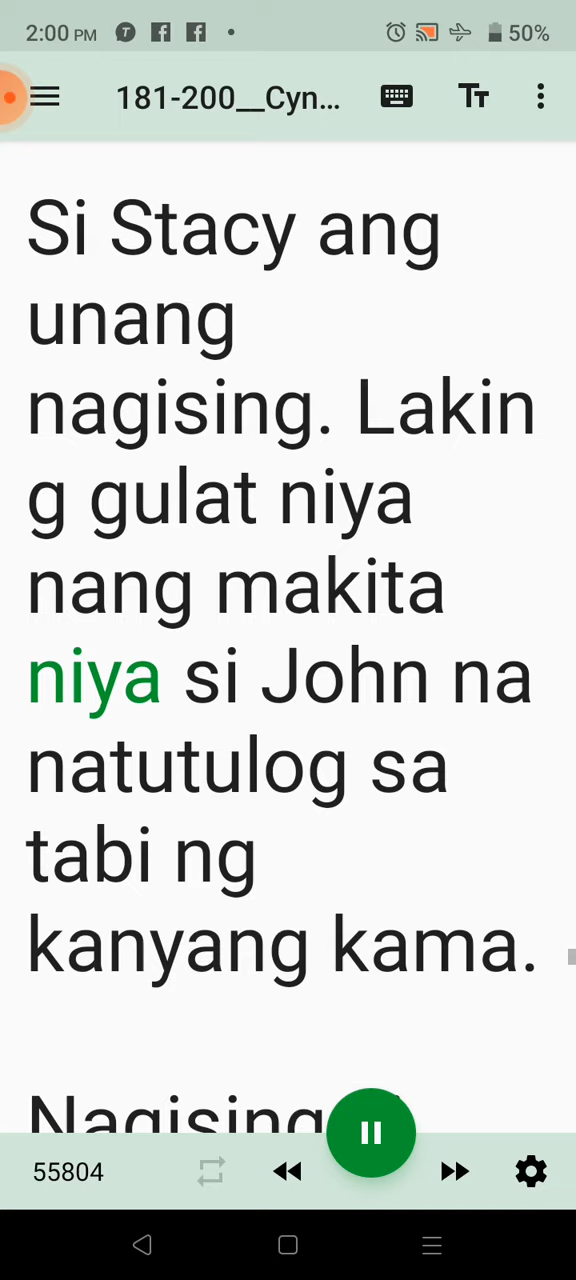 2:00 PM
50%
181-200__Cyn...
Si Stacy ang
unang
nagising. Lakin
g gulat niya
nang makita
niya si John na
natutulog sa
tabi ng
kanyang kama.
Nagising
55804